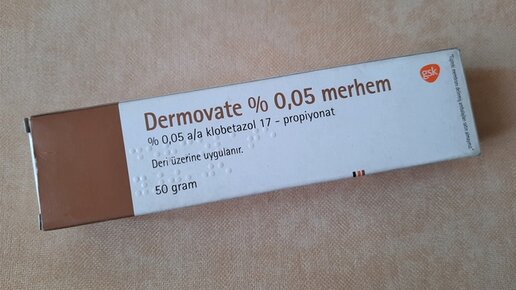 Dermovate % 0,05 merhem
% 0,05 a/a klobetazol 17 - propiyonat
Deri üzerine uygulanır.
50 gram
gsk